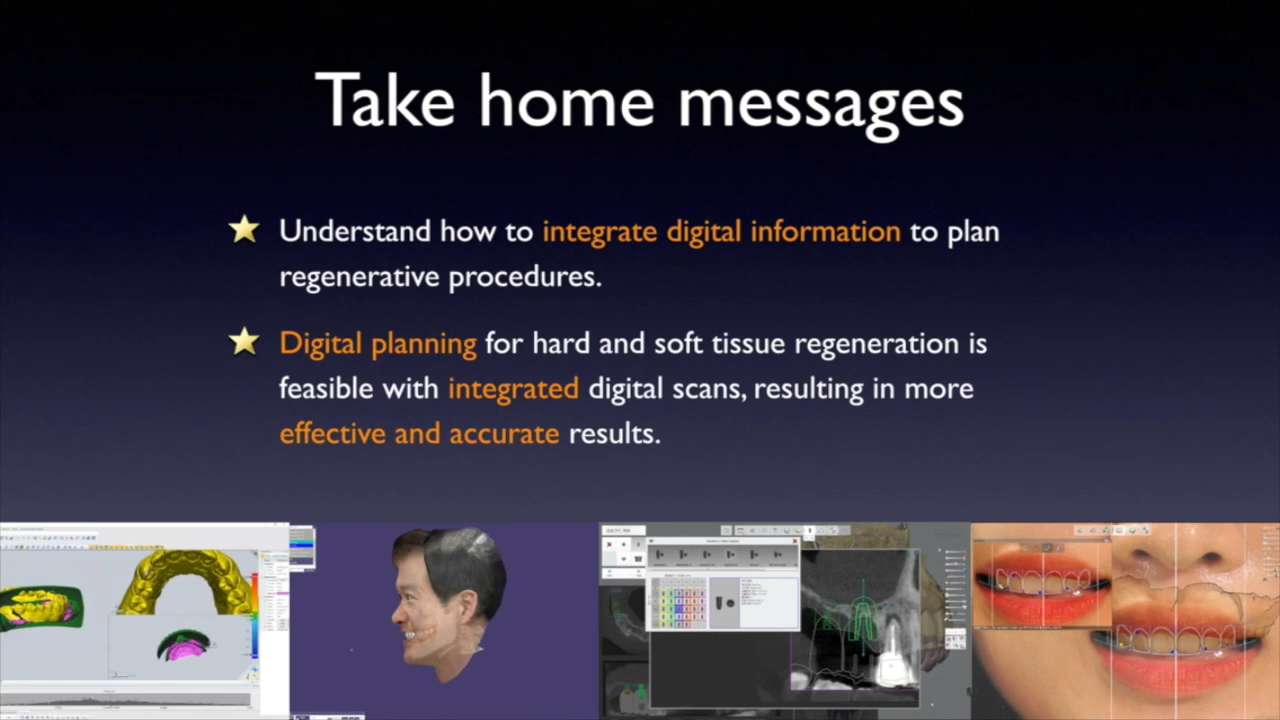 Take home messages
Understand how to integrate digital information to plan
regenerative procedures.
Digital planning for hard and soft tissue regeneration is
feasible with integrated digital scans, resulting in more
effective and accurate results.